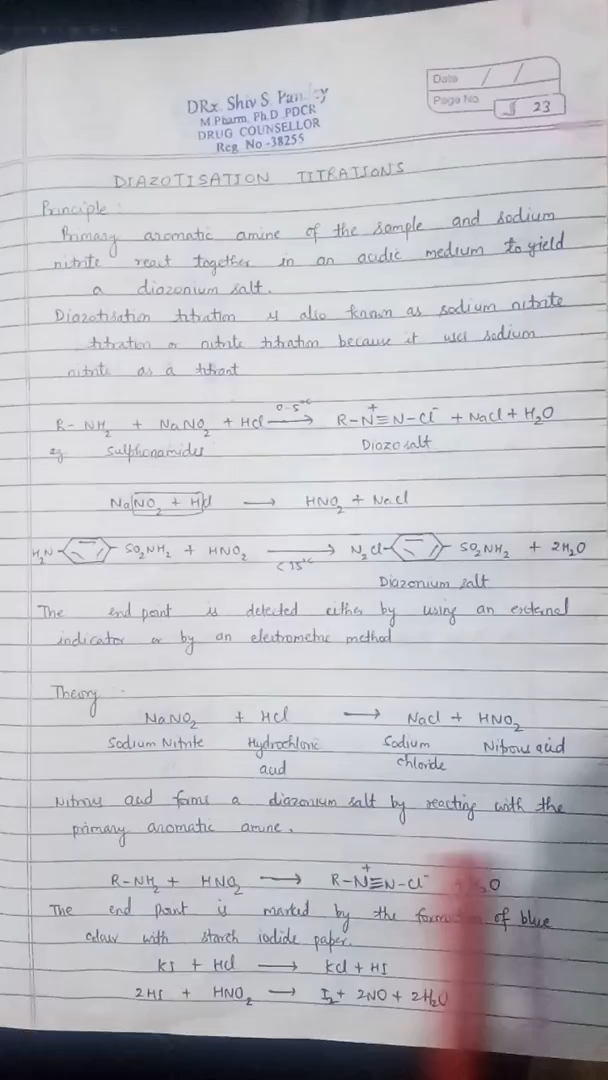 DRx. Shiv S. Pan
M Pharm, Ph.D, PDCR
DRUG COUNSELLOR
Reg. No-38255
Date / /
Page No. 23
DIAZOTISATION TITRATIONS
Principle :
Primary aromatic amine of the sample and sodium
nitrite react together in an acidic medium to yield
a diazonium salt.
Diazotisation titration is also known as sodium nitrite
titration or nitrite titration because it uses sodium
nitrite as a titrant
R-NH₂ + NaNO₂ + HCl —0-5°C→ R-N⁺≡N-Cl⁻ + NaCl + H₂O
eg Sulphonamides Diazo salt
NaNO₂ + HCl → HNO₂ + NaCl
H₂N- -SO₂NH₂ + HNO₂ —<15°C→ N₂Cl- -SO₂NH₂ + 2H₂O
Diazonium salt
The end point is detected either by using an external
indicator or by an electrometric method
Theory :-
NaNO₂ + HCl → NaCl + HNO₂
Sodium Nitrite Hydrochloric acid Sodium chloride Nitrous acid
Nitrous acid forms a diazonium salt by reacting with the
primary aromatic amine.
R-NH₂ + HNO₂ → R-N⁺≡N-Cl⁻ O
The end point is marked by the of blue
colour with starch iodide paper.
KI + HCl → KCl + HI
2HI + HNO₂ → I₂ + 2NO + 2H₂O